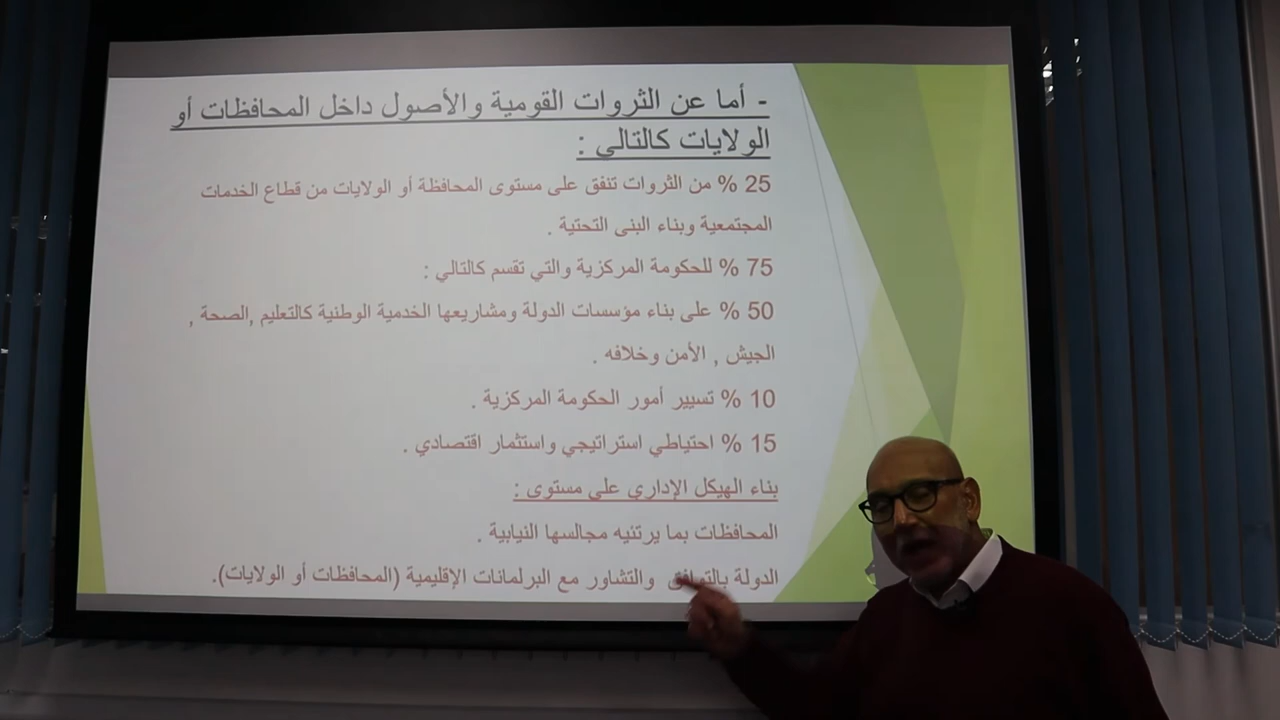 - أما عن الثروات القومية والأصول داخل المحافظات أو
الولايات كالتالي :
25 % من الثروات تنفق على مستوى المحافظة أو الولايات من قطاع الخدمات
المجتمعية وبناء البنى التحتية .
75 % للحكومة المركزية والتي تقسم كالتالي :
50 % على بناء مؤسسات الدولة ومشاريعها الخدمية الوطنية كالتعليم ,الصحة ,
الجيش , الأمن وخلافه .
10 % تسيير أمور الحكومة المركزية .
15 % احتياطي استراتيجي واستثمار اقتصادي .
بناء الهيكل الإداري على مستوى :
المحافظات بما يرتئيه مجالسها النيابية .
الدولة بالتوافق والتشاور مع البرلمانات الإقليمية (المحافظات أو الولايات).